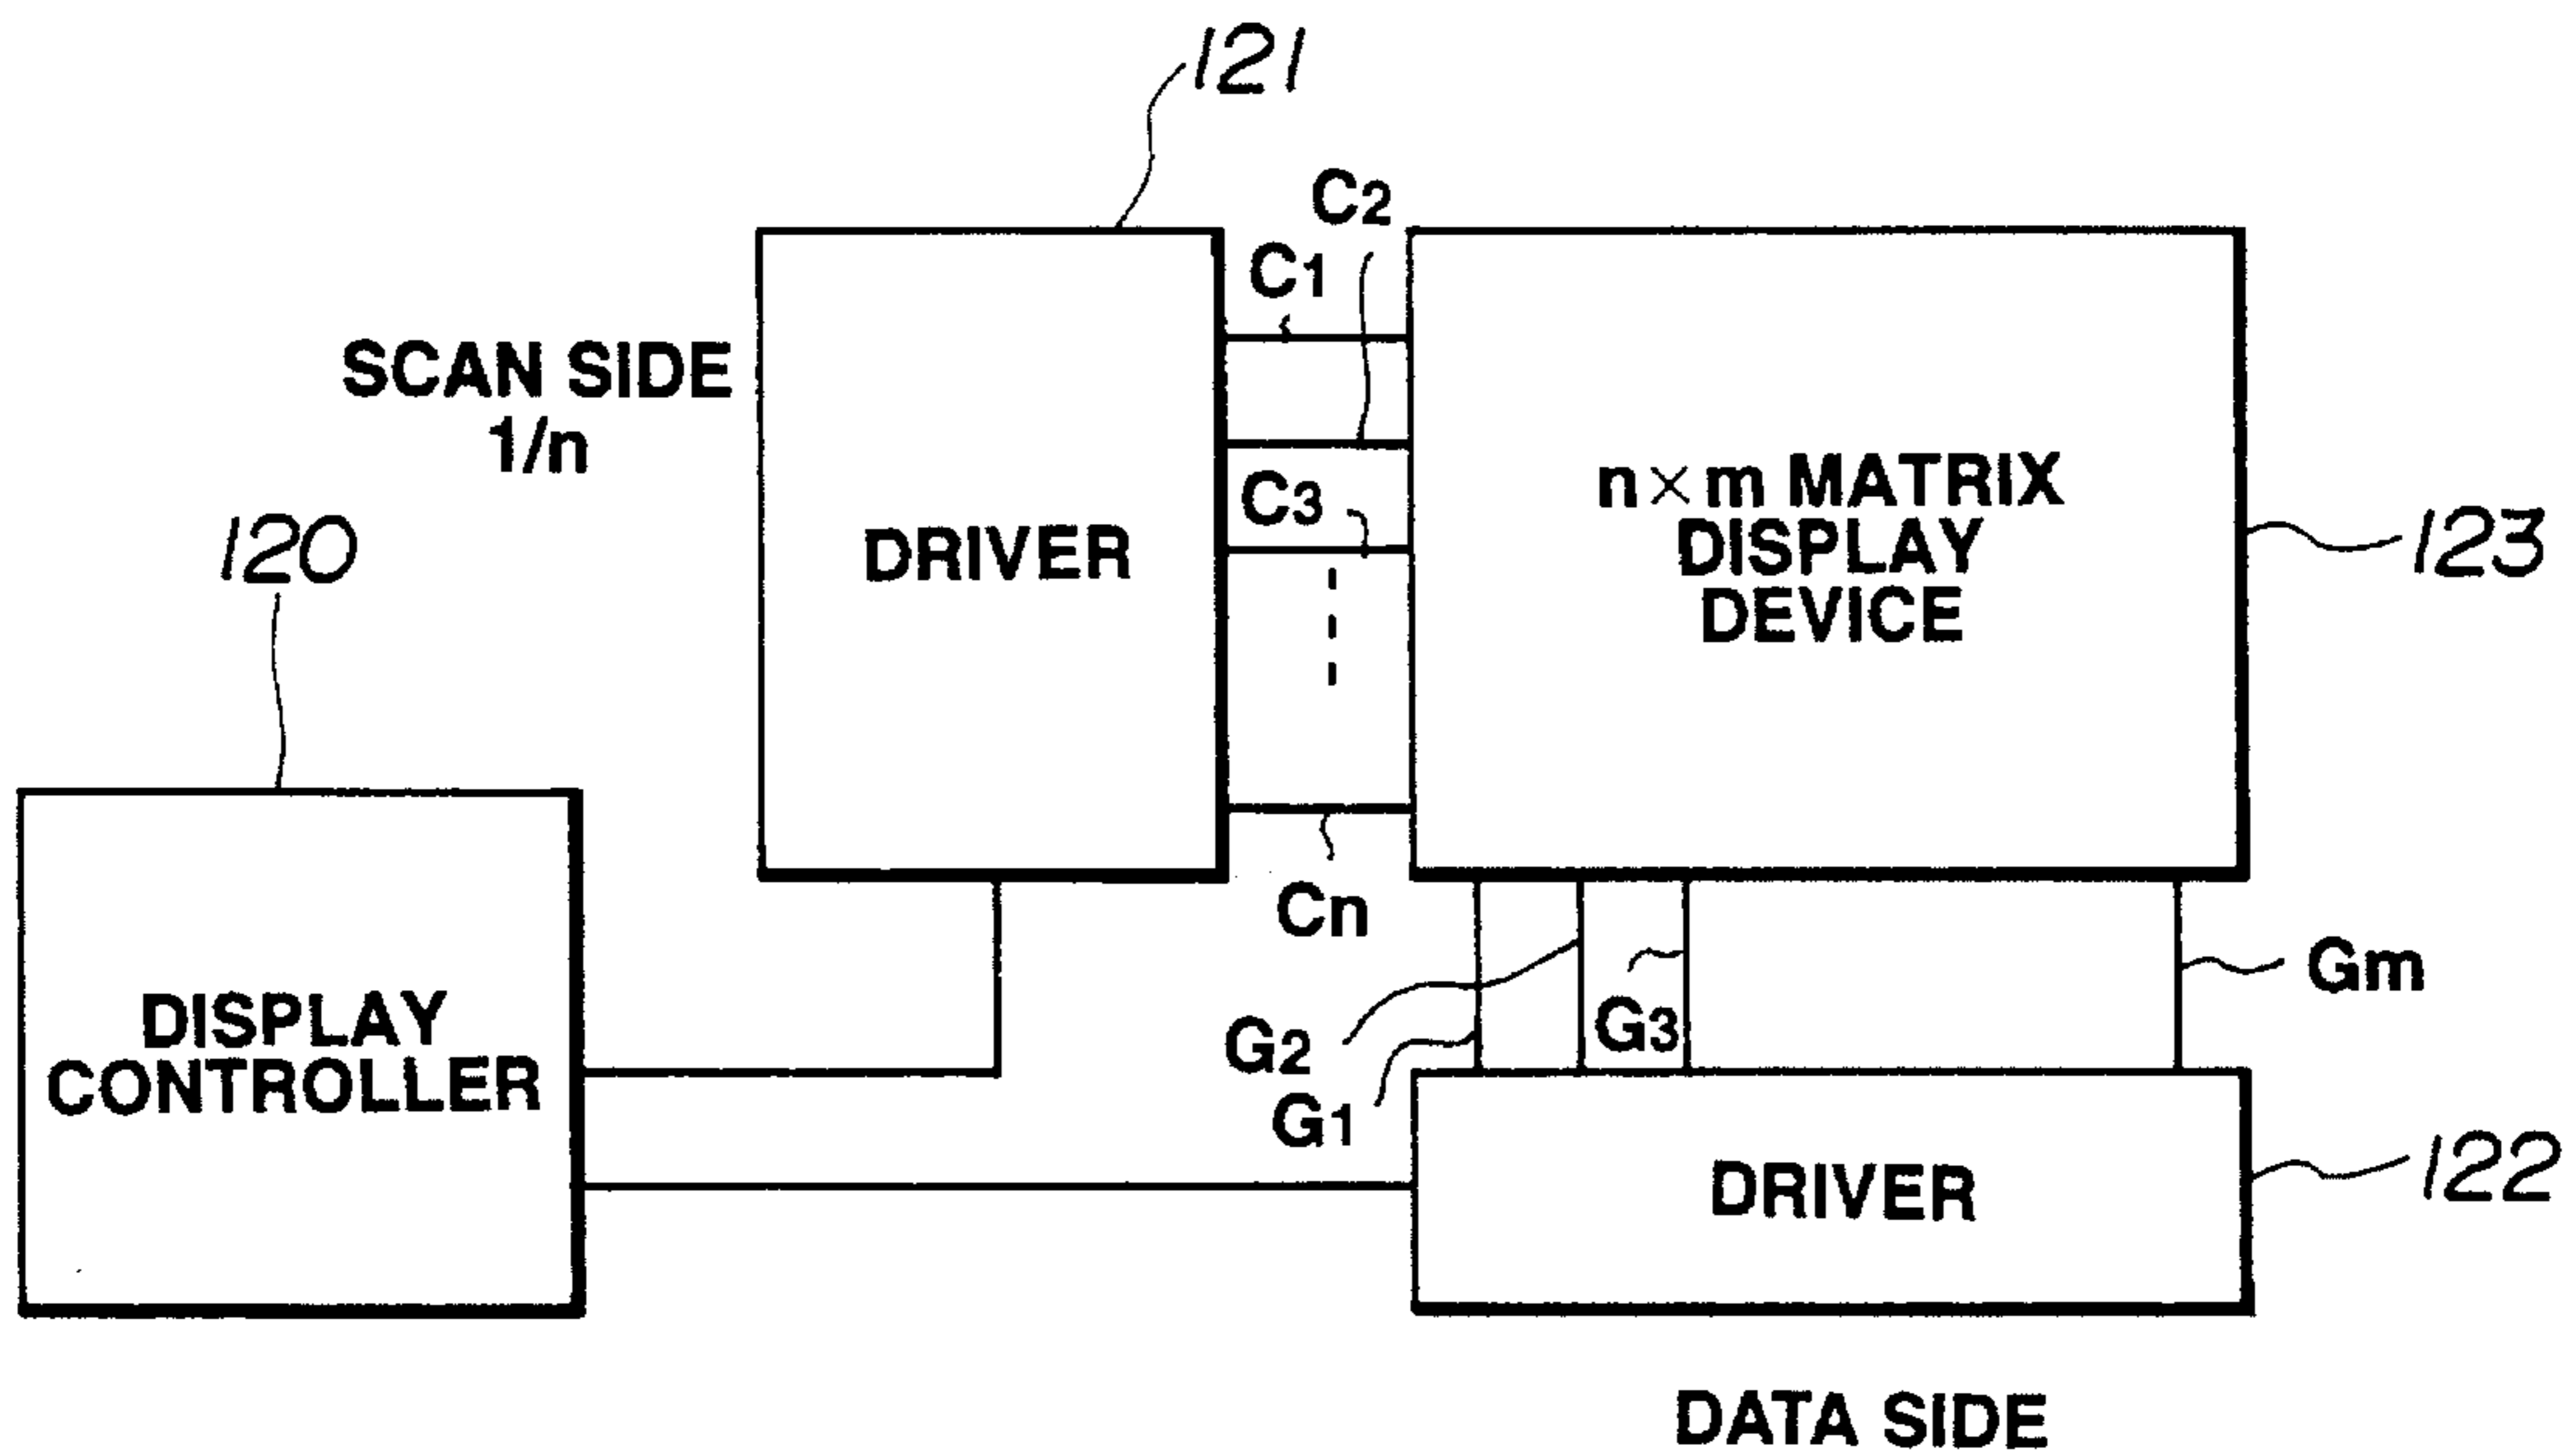 121
C2
C1
SCAN SIDE
1/n
DRIVER
C3
n×m MATRIX
DISPLAY
DEVICE
123
120
Cn
Gm
G2
G3
G1
DISPLAY
CONTROLLER
DRIVER
122
DATA SIDE